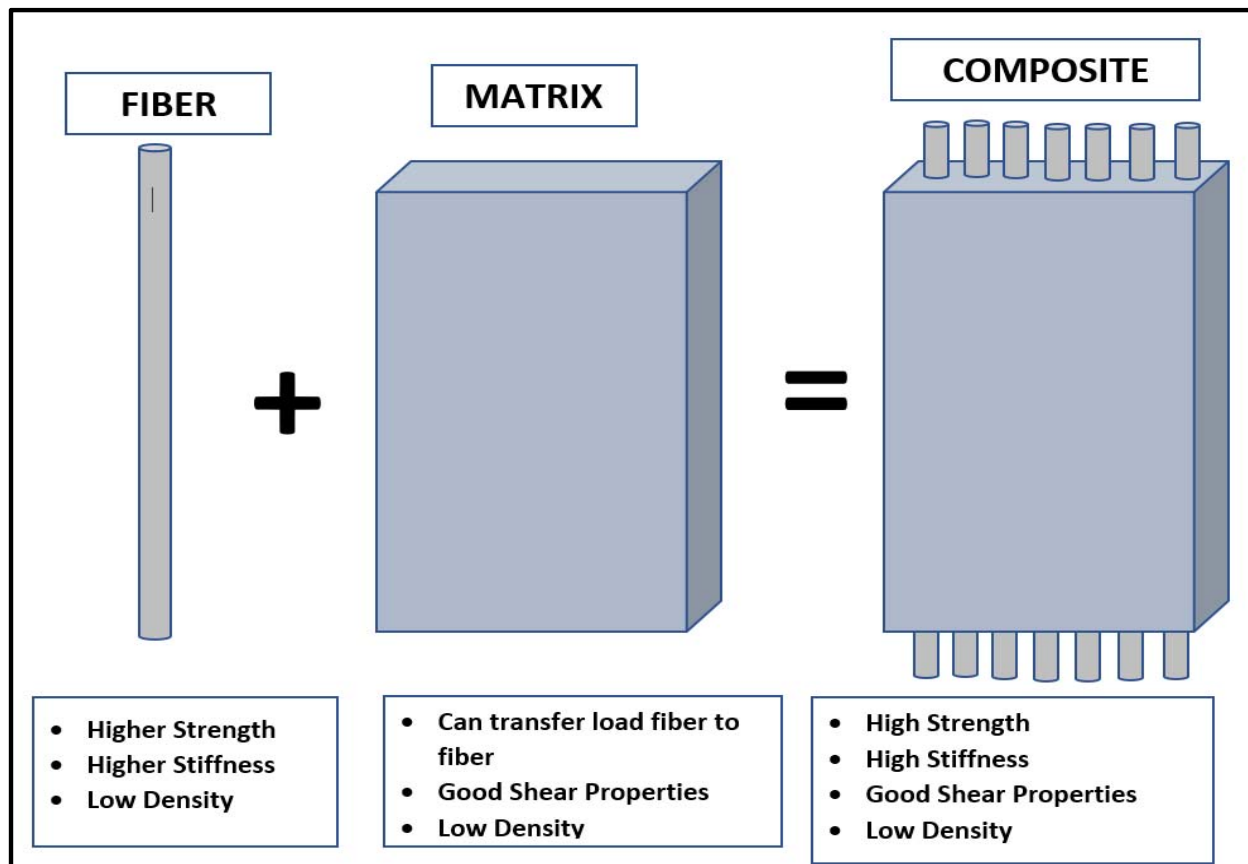 FIBER
MATRIX
COMPOSITE
+
=
• Higher Strength
• Higher Stiffness
• Low Density
• Can transfer load fiber to
fiber
• Good Shear Properties
• Low Density
• High Strength
• High Stiffness
• Good Shear Properties
• Low Density